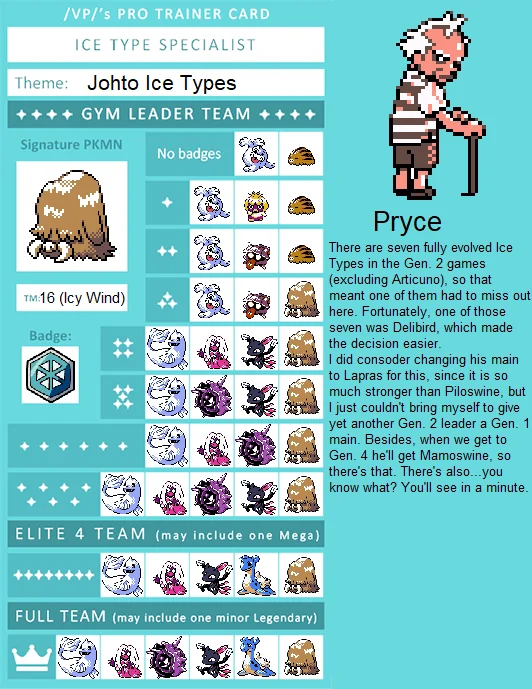 /VP/'s PRO TRAINER CARD
ICE TYPE SPECIALIST
Theme: Johto Ice Types
GYM LEADER TEAM
Signature PKMN
No badges
TM:16 (Icy Wind)
Badge:
ELITE 4 TEAM (may include one Mega)
FULL TEAM (may include one minor Legendary)
Pryce
There are seven fully evolved Ice
Types in the Gen. 2 games
(excluding Articuno), so that
meant one of them had to miss out
here. Fortunately, one of those
seven was Delibird, which made
the decision easier.
I did consoder changing his main
to Lapras for this, since it is so
much stronger than Piloswine, but
I just couldn't bring myself to give
yet another Gen. 2 leader a Gen. 1
main. Besides, when we get to
Gen. 4 he'll get Mamoswine, so
there's that. There's also...you
know what? You'll see in a minute.